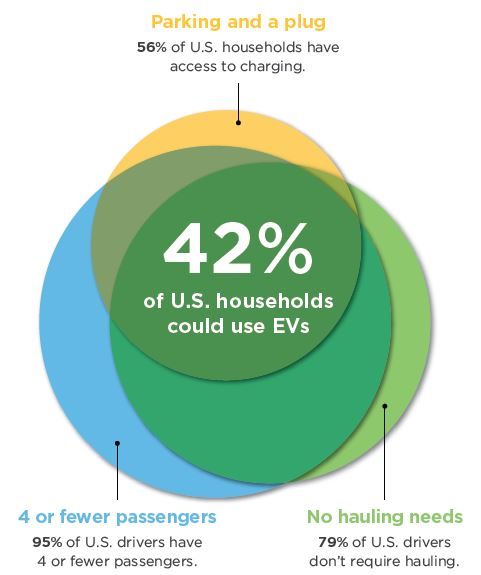 Parking and a plug
56% of U.S. households have
access to charging.
42%
of U.S. households
could use EVs
4 or fewer passengers
95% of U.S. drivers have
4 or fewer passengers.
No hauling needs
79% of U.S. drivers
don't require hauling.